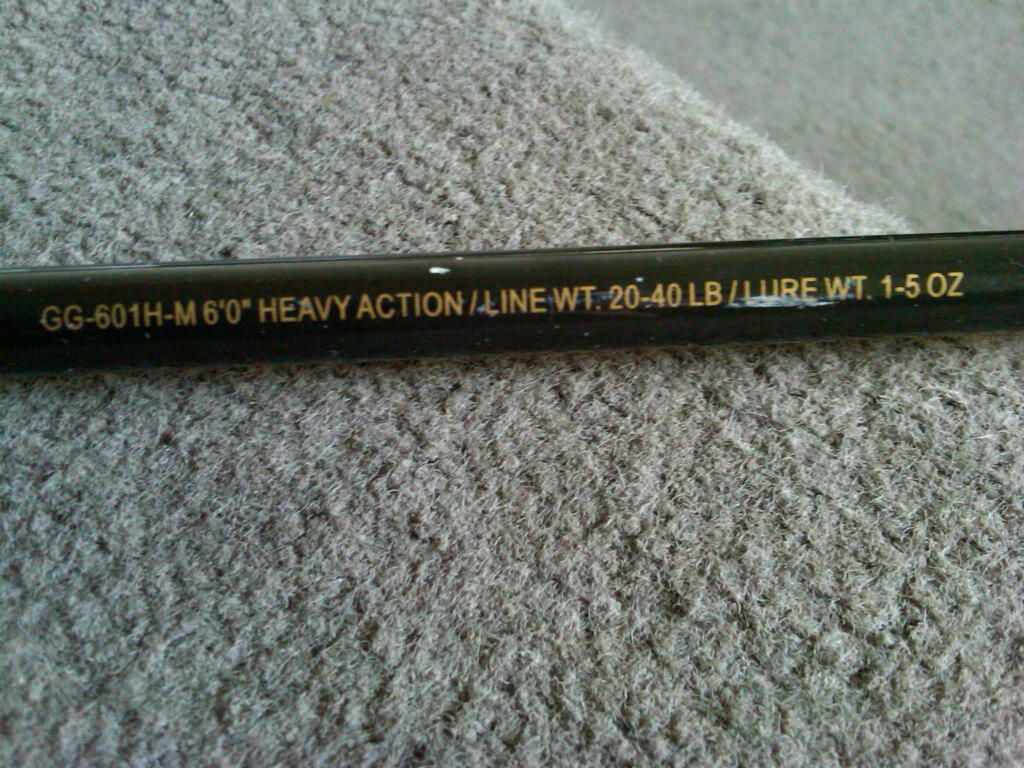 GG-601H-M 6'0" HEAVY ACTION / LINE WT. 20-40 LB / LURE WT. 1-5 OZ